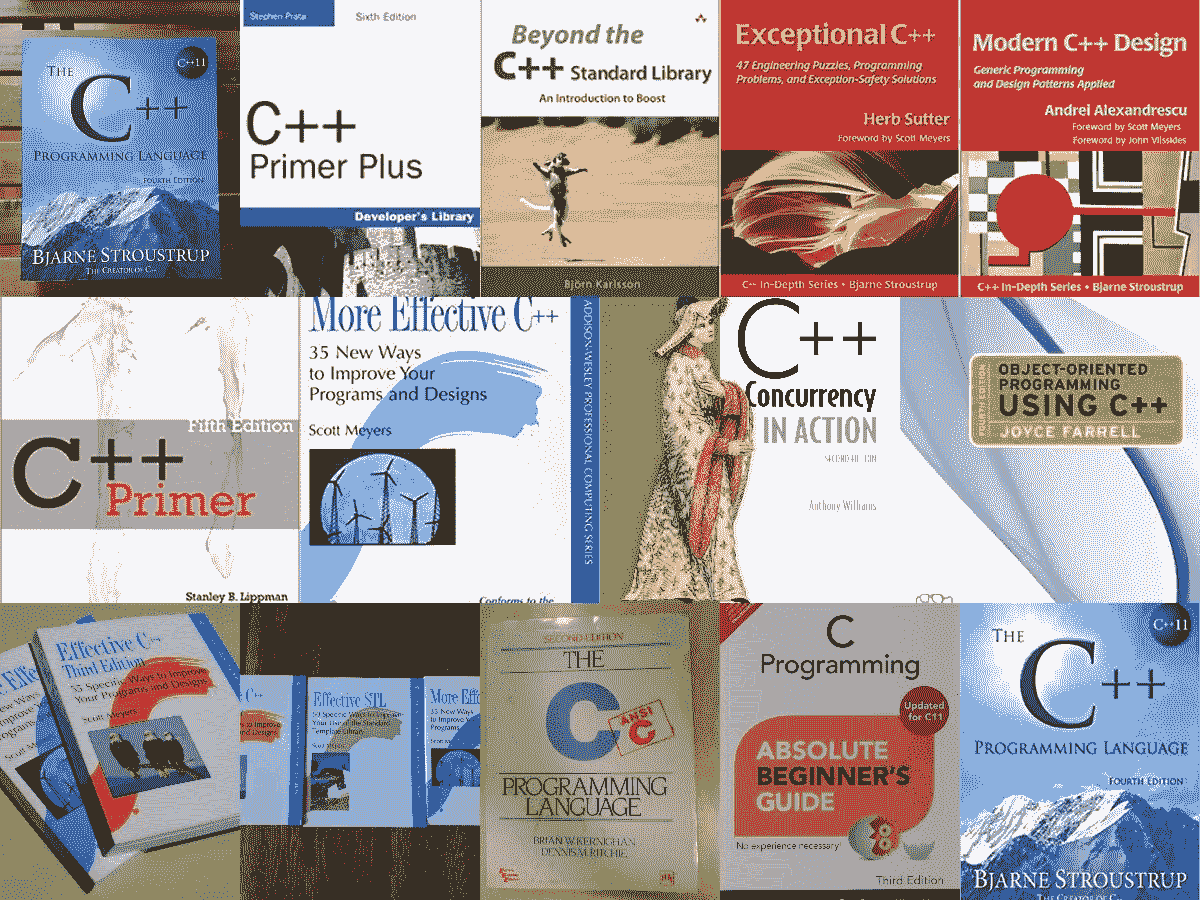 THE
C++
C++11
PROGRAMMING LANGUAGE
FOURTH EDITION
BJARNE STROUSTRUP
THE CREATOR OF C++
Stephen Prata
Sixth Edition
C++
Primer Plus
Developer's Library
Beyond the
C++ Standard Library
An Introduction to Boost
Björn Karlsson
Exceptional C++
47 Engineering Puzzles, Programming
Problems, and Exception-Safety Solutions
Herb Sutter
Foreword by Scott Meyers
C++ In-Depth Series • Bjarne Stroustrup
Modern C++ Design
Generic Programming
and Design Patterns Applied
Andrei Alexandrescu
Foreword by Scott Meyers
Foreword by John Vlissides
C++ In-Depth Series • Bjarne Stroustrup
Fifth Edition
C++
Primer
Stanley B. Lippman
More Effective C++
35 New Ways
to Improve Your
Programs and Designs
Scott Meyers
ADDISON-WESLEY PROFESSIONAL COMPUTING SERIES
Conforms to the
C++
Concurrency
IN ACTION
SECOND EDITION
Anthony Williams
FOURTH EDITION
OBJECT-ORIENTED
PROGRAMMING
USING C++
JOYCE FARRELL
Effective C++
Third Edition
55 Specific Ways to Improve
Your Programs and Designs
Scott Meyers
C++
to Improve
and Designs
Effective STL
50 Specific Ways to Improve
Your Use of the Standard
Template Library
Scott Meyers
More Eff
35 New Ways
to Improve
Programs
SECOND EDITION
THE
C
ANSI
C
PROGRAMMING
LANGUAGE
BRIAN W. KERNIGHAN
DENNIS M. RITCHIE
C
Programming
Updated
for C11
ABSOLUTE
BEGINNER'S
GUIDE
No experience necessary!
Third Edition
THE
C++
C++11
PROGRAMMING LANGUAGE
FOURTH EDITION
BJARNE STROUSTRUP
THE CREATOR OF C++